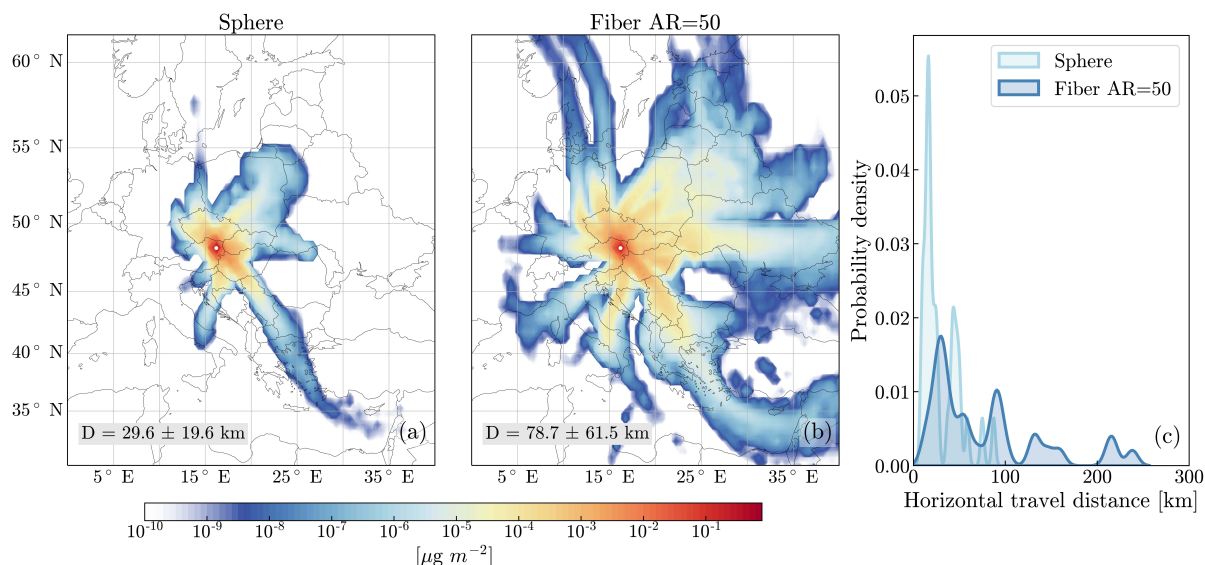 Sphere
Fiber AR=50
60° N
55° N
50° N
45° N
40° N
35° N
D = 29.6 ± 19.6 km
(a)
5° E
15° E
25° E
35° E
D = 78.7 ± 61.5 km
(b)
5° E
15° E
25° E
35° E
10⁻¹⁰
10⁻⁹
10⁻⁸
10⁻⁷
10⁻⁶
10⁻⁵
10⁻⁴
10⁻³
10⁻²
10⁻¹
[μg m⁻²]
Sphere
Fiber AR=50
Probability density
0.05
0.04
0.03
0.02
0.01
0.00
(c)
0
100
200
300
Horizontal travel distance [km]